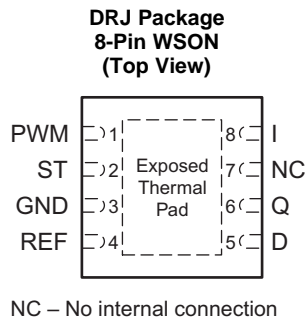 DRJ Package
8-Pin WSON
(Top View)
PWM 1 8 I
ST 2 Exposed 7 NC
Thermal
GND 3 Pad 6 Q
REF 4 5 D
NC – No internal connection